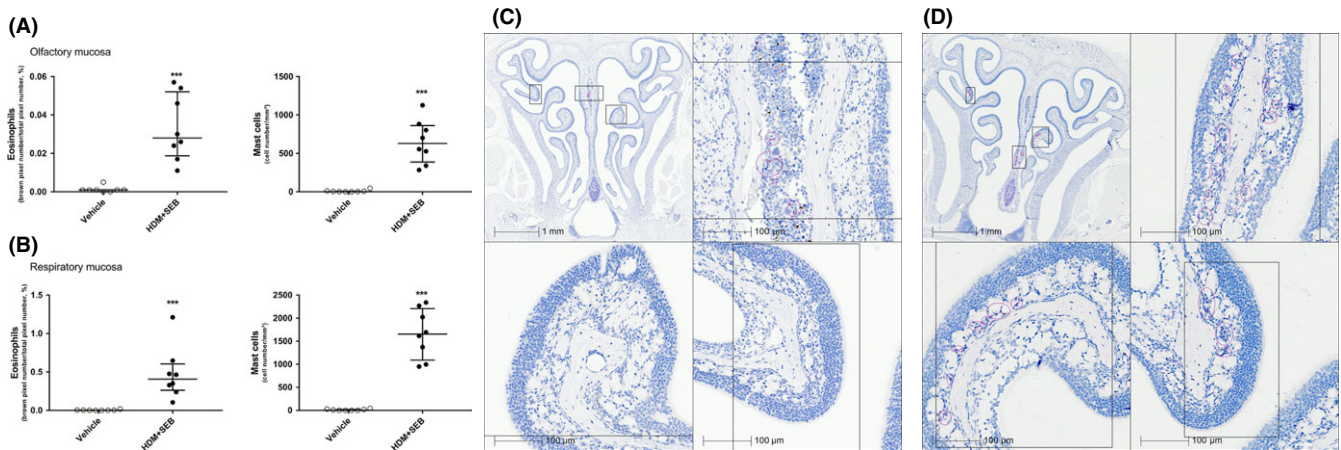 (A)
Olfactory mucosa
Eosinophils
(brown pixel number/total pixel number, %)
0.06
0.04
0.02
0.00
***
Vehicle
HDM+SEB
Mast cells
(cell number/mm²)
1500
1000
500
0
***
Vehicle
HDM+SEB
(B)
Respiratory mucosa
Eosinophils
(brown pixel number/total pixel number, %)
1.5
1.0
0.5
0.0
***
Vehicle
HDM+SEB
Mast cells
(cell number/mm²)
2500
2000
1500
1000
500
0
***
Vehicle
HDM+SEB
(C)
1 mm
100 µm
100 µm
100 µm
(D)
1 mm
100 µm
100 µm
100 µm